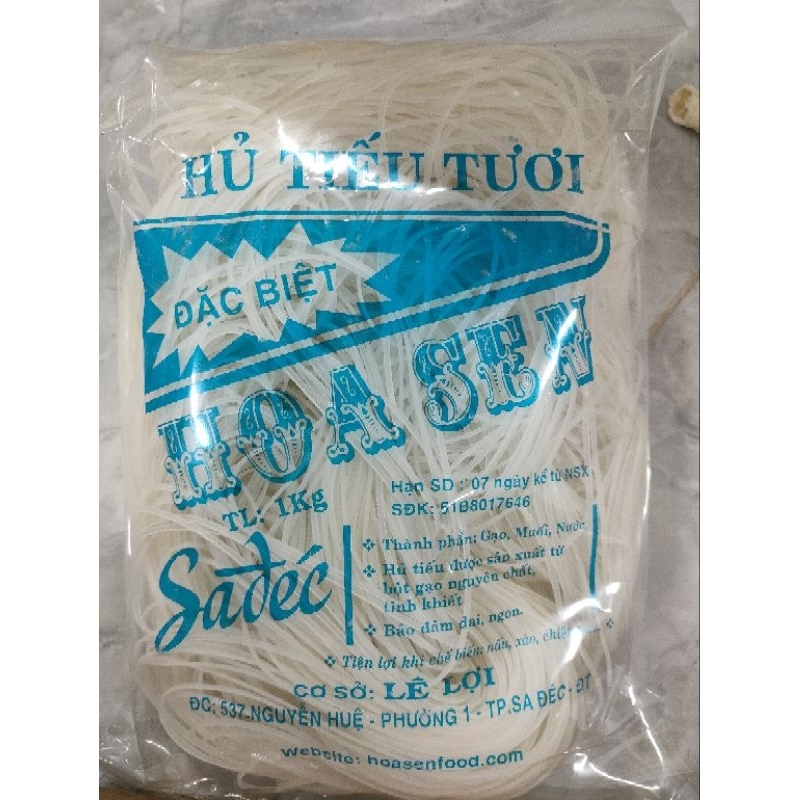 HỦ TIẾU TƯƠI
ĐẶC BIỆT
HOA SEN
TL: 1Kg
Hạn SD : 07 ngày kể từ NSX
SĐK: 51B8017646
Sađéc
❖ Thành phần: Gạo, Muối, Nước
❖ Hủ tiếu được sản xuất từ
bột gạo nguyên chất,
tinh khiết
❖ Bảo đảm dai, ngon.
❖ Tiện lợi khi chế biến: nấu, xào, chiên
CƠ SỞ: LÊ LỢI
ĐC: 537-NGUYỄN HUỆ - PHƯỜNG 1 - TP.SA ĐÉC - ĐT
Website: hoasenfood.com